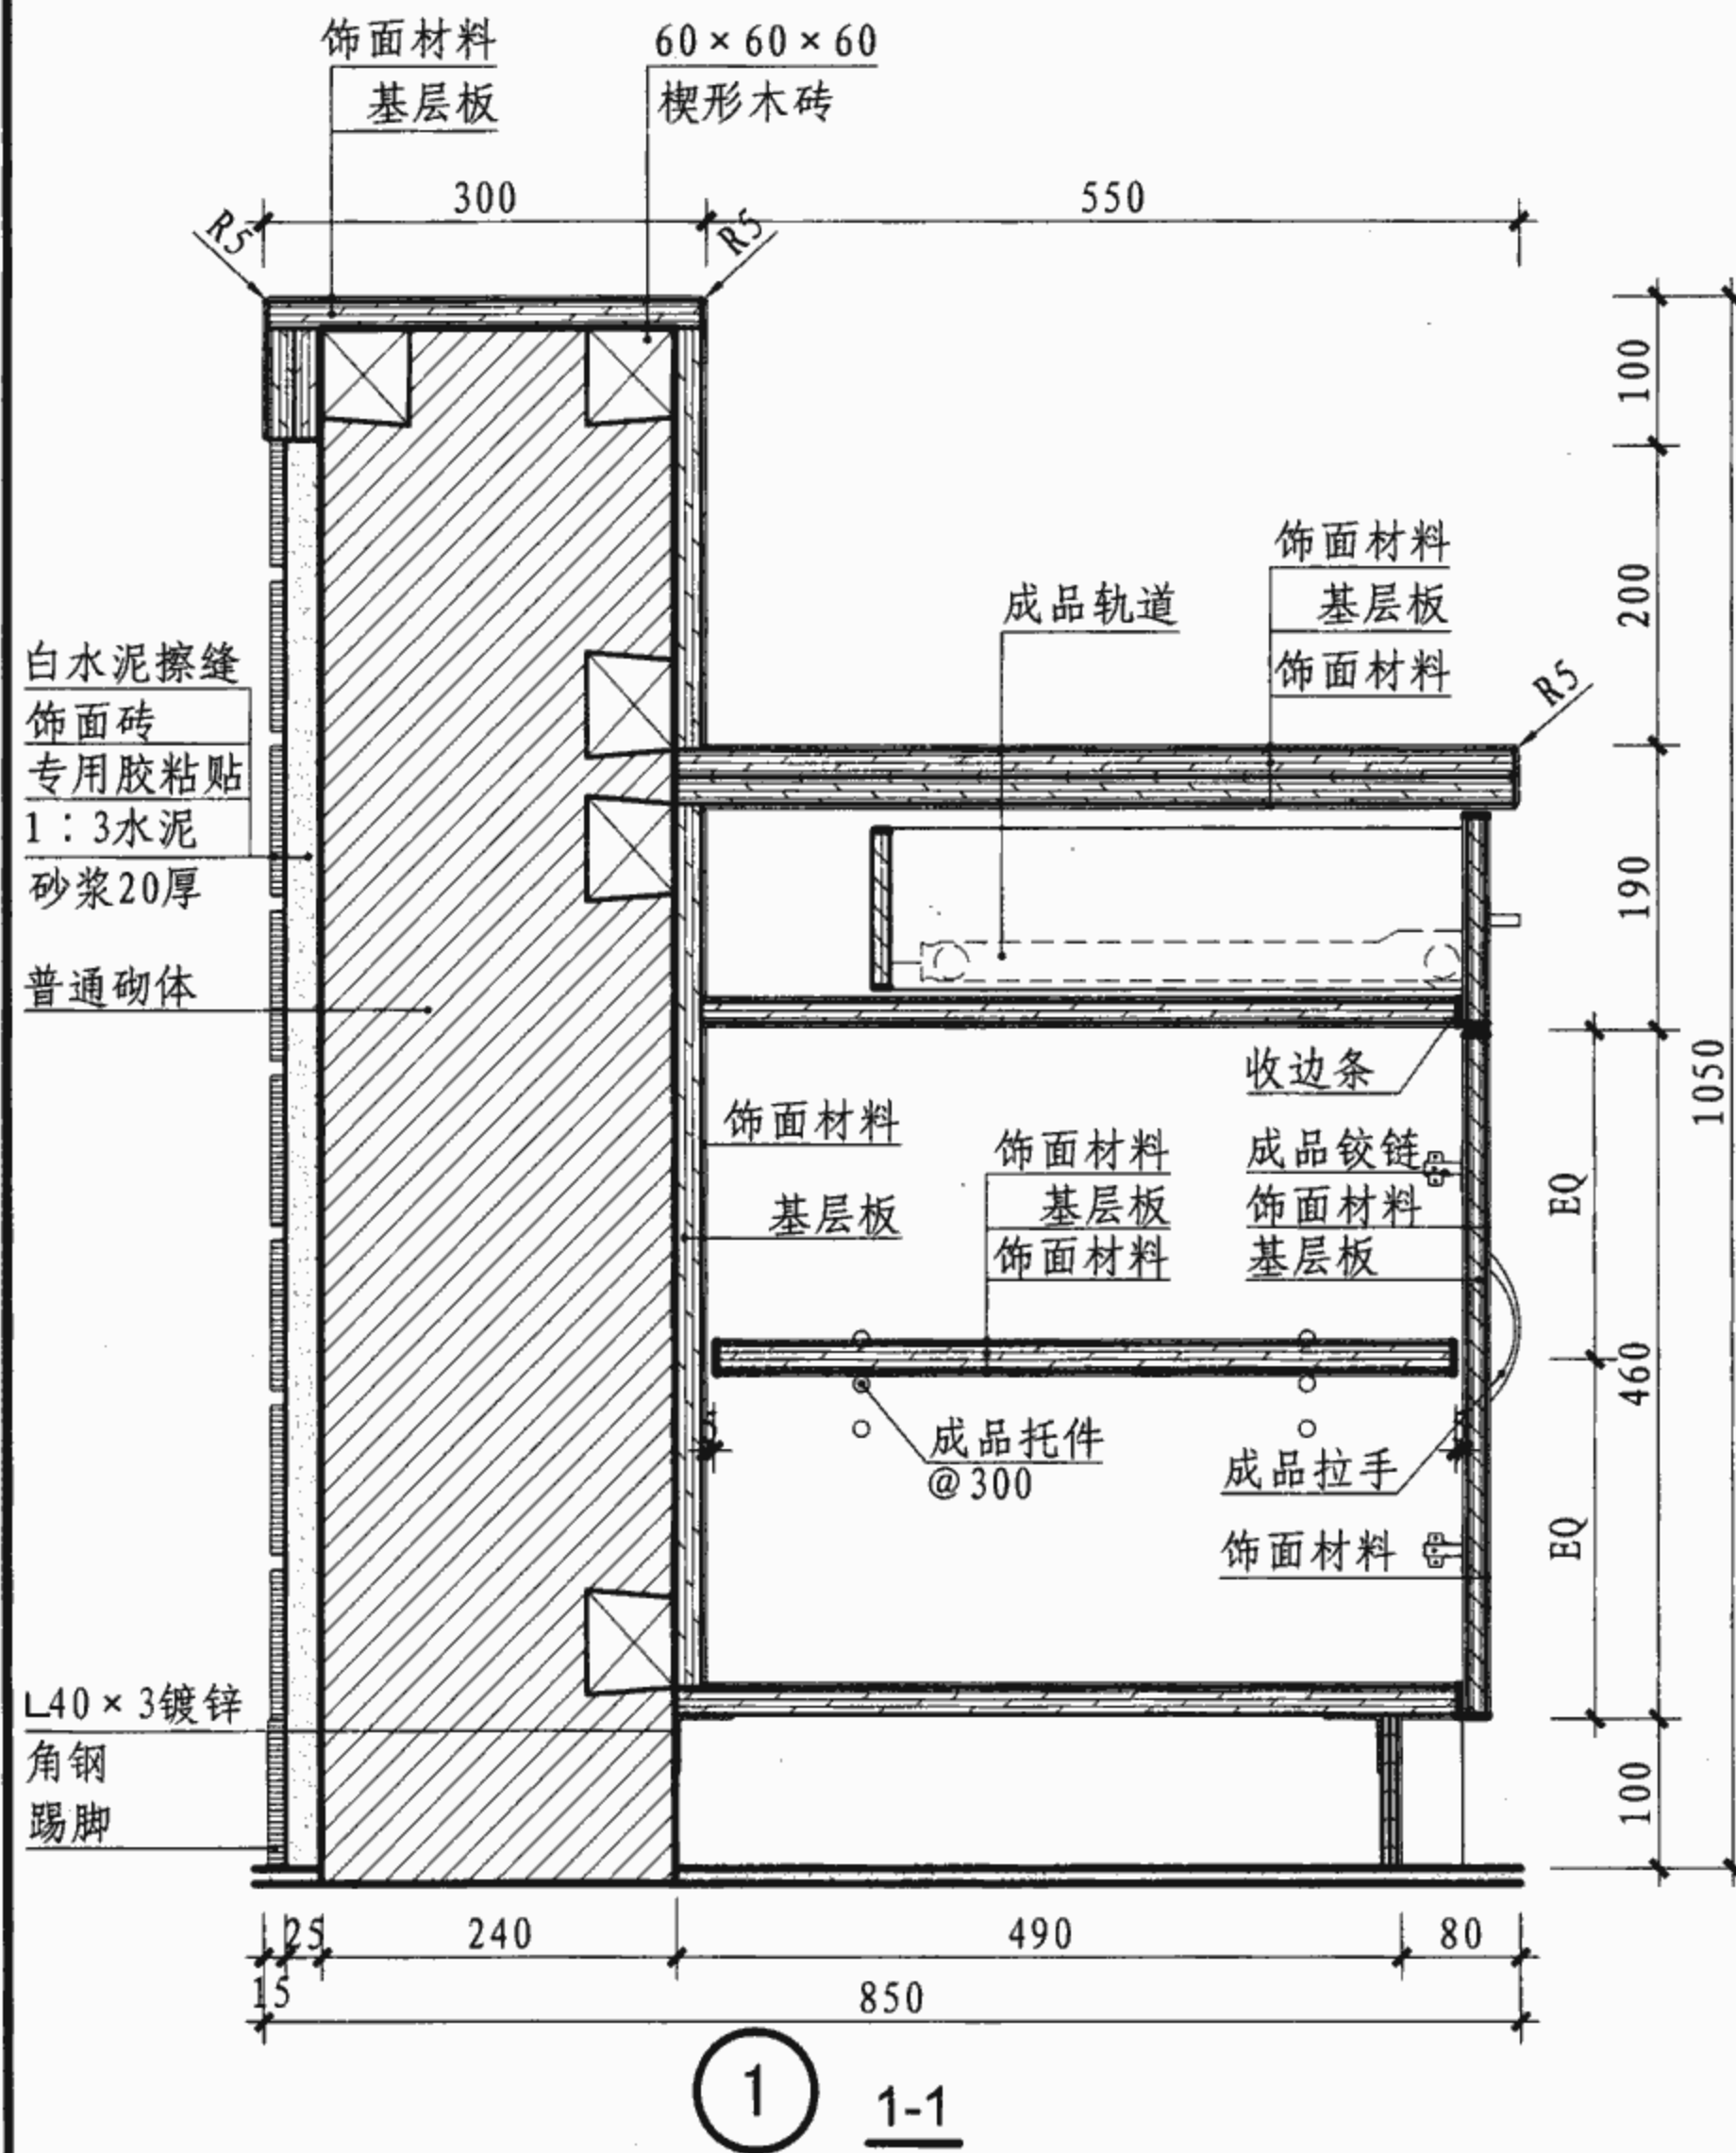 饰面材料
基层板
60×60×60
楔形木砖
300
550
R5
R5
100
200
饰面材料
基层板
饰面材料
成品轨道
R5
白水泥擦缝
饰面砖
专用胶粘贴
1：3水泥
砂浆20厚
190
普通砌体
收边条
1050
饰面材料
基层板
饰面材料
基层板
饰面材料
成品铰链
饰面材料
基层板
EQ
460
5
5
成品托件
@300
成品拉手
饰面材料
EQ
L40×3镀锌
角钢
踢脚
100
25
240
490
80
15
850
1
1-1